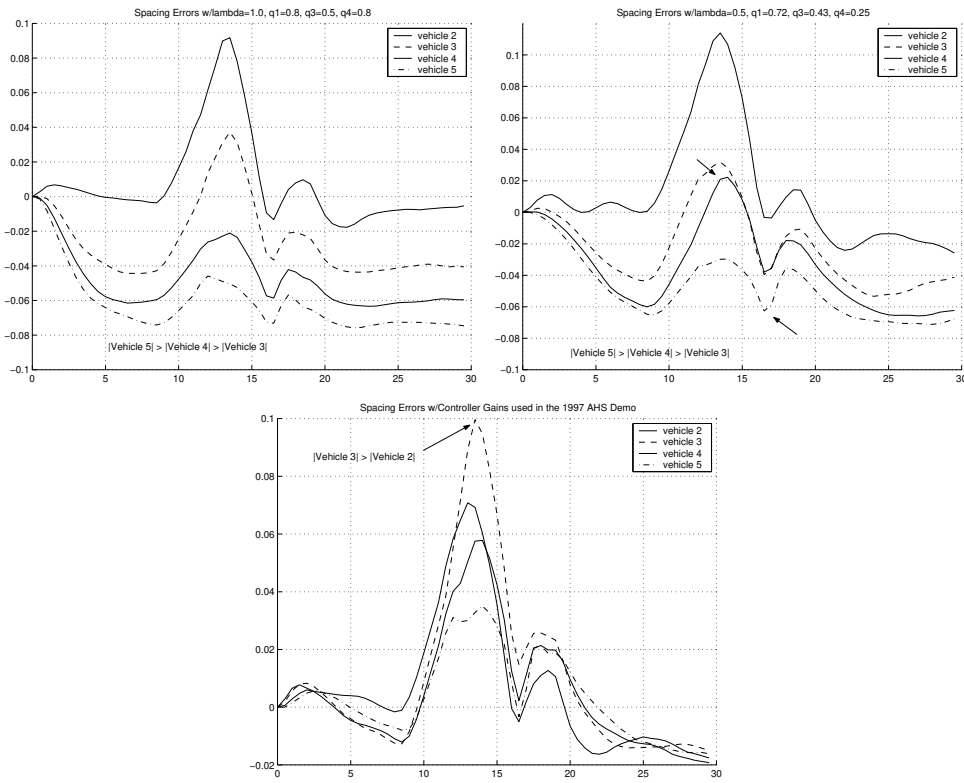 Spacing Errors w/lambda=1.0, q1=0.8, q3=0.5, q4=0.8
0.1
0.08
0.06
0.04
0.02
0
−0.02
−0.04
−0.06
−0.08
−0.1
vehicle 2
vehicle 3
vehicle 4
vehicle 5
|Vehicle 5| > |Vehicle 4| > |Vehicle 3|
0 5 10 15 20 25 30
Spacing Errors w/lambda=0.5, q1=0.72, q3=0.43, q4=0.25
0.1
0.08
0.06
0.04
0.02
0
−0.02
−0.04
−0.06
−0.08
−0.1
vehicle 2
vehicle 3
vehicle 4
vehicle 5
|Vehicle 5| > |Vehicle 4| > |Vehicle 3|
0 5 10 15 20 25 30
Spacing Errors w/Controller Gains used in the 1997 AHS Demo
0.1
0.08
0.06
0.04
0.02
0
−0.02
|Vehicle 3| > |Vehicle 2|
vehicle 2
vehicle 3
vehicle 4
vehicle 5
0 5 10 15 20 25 30